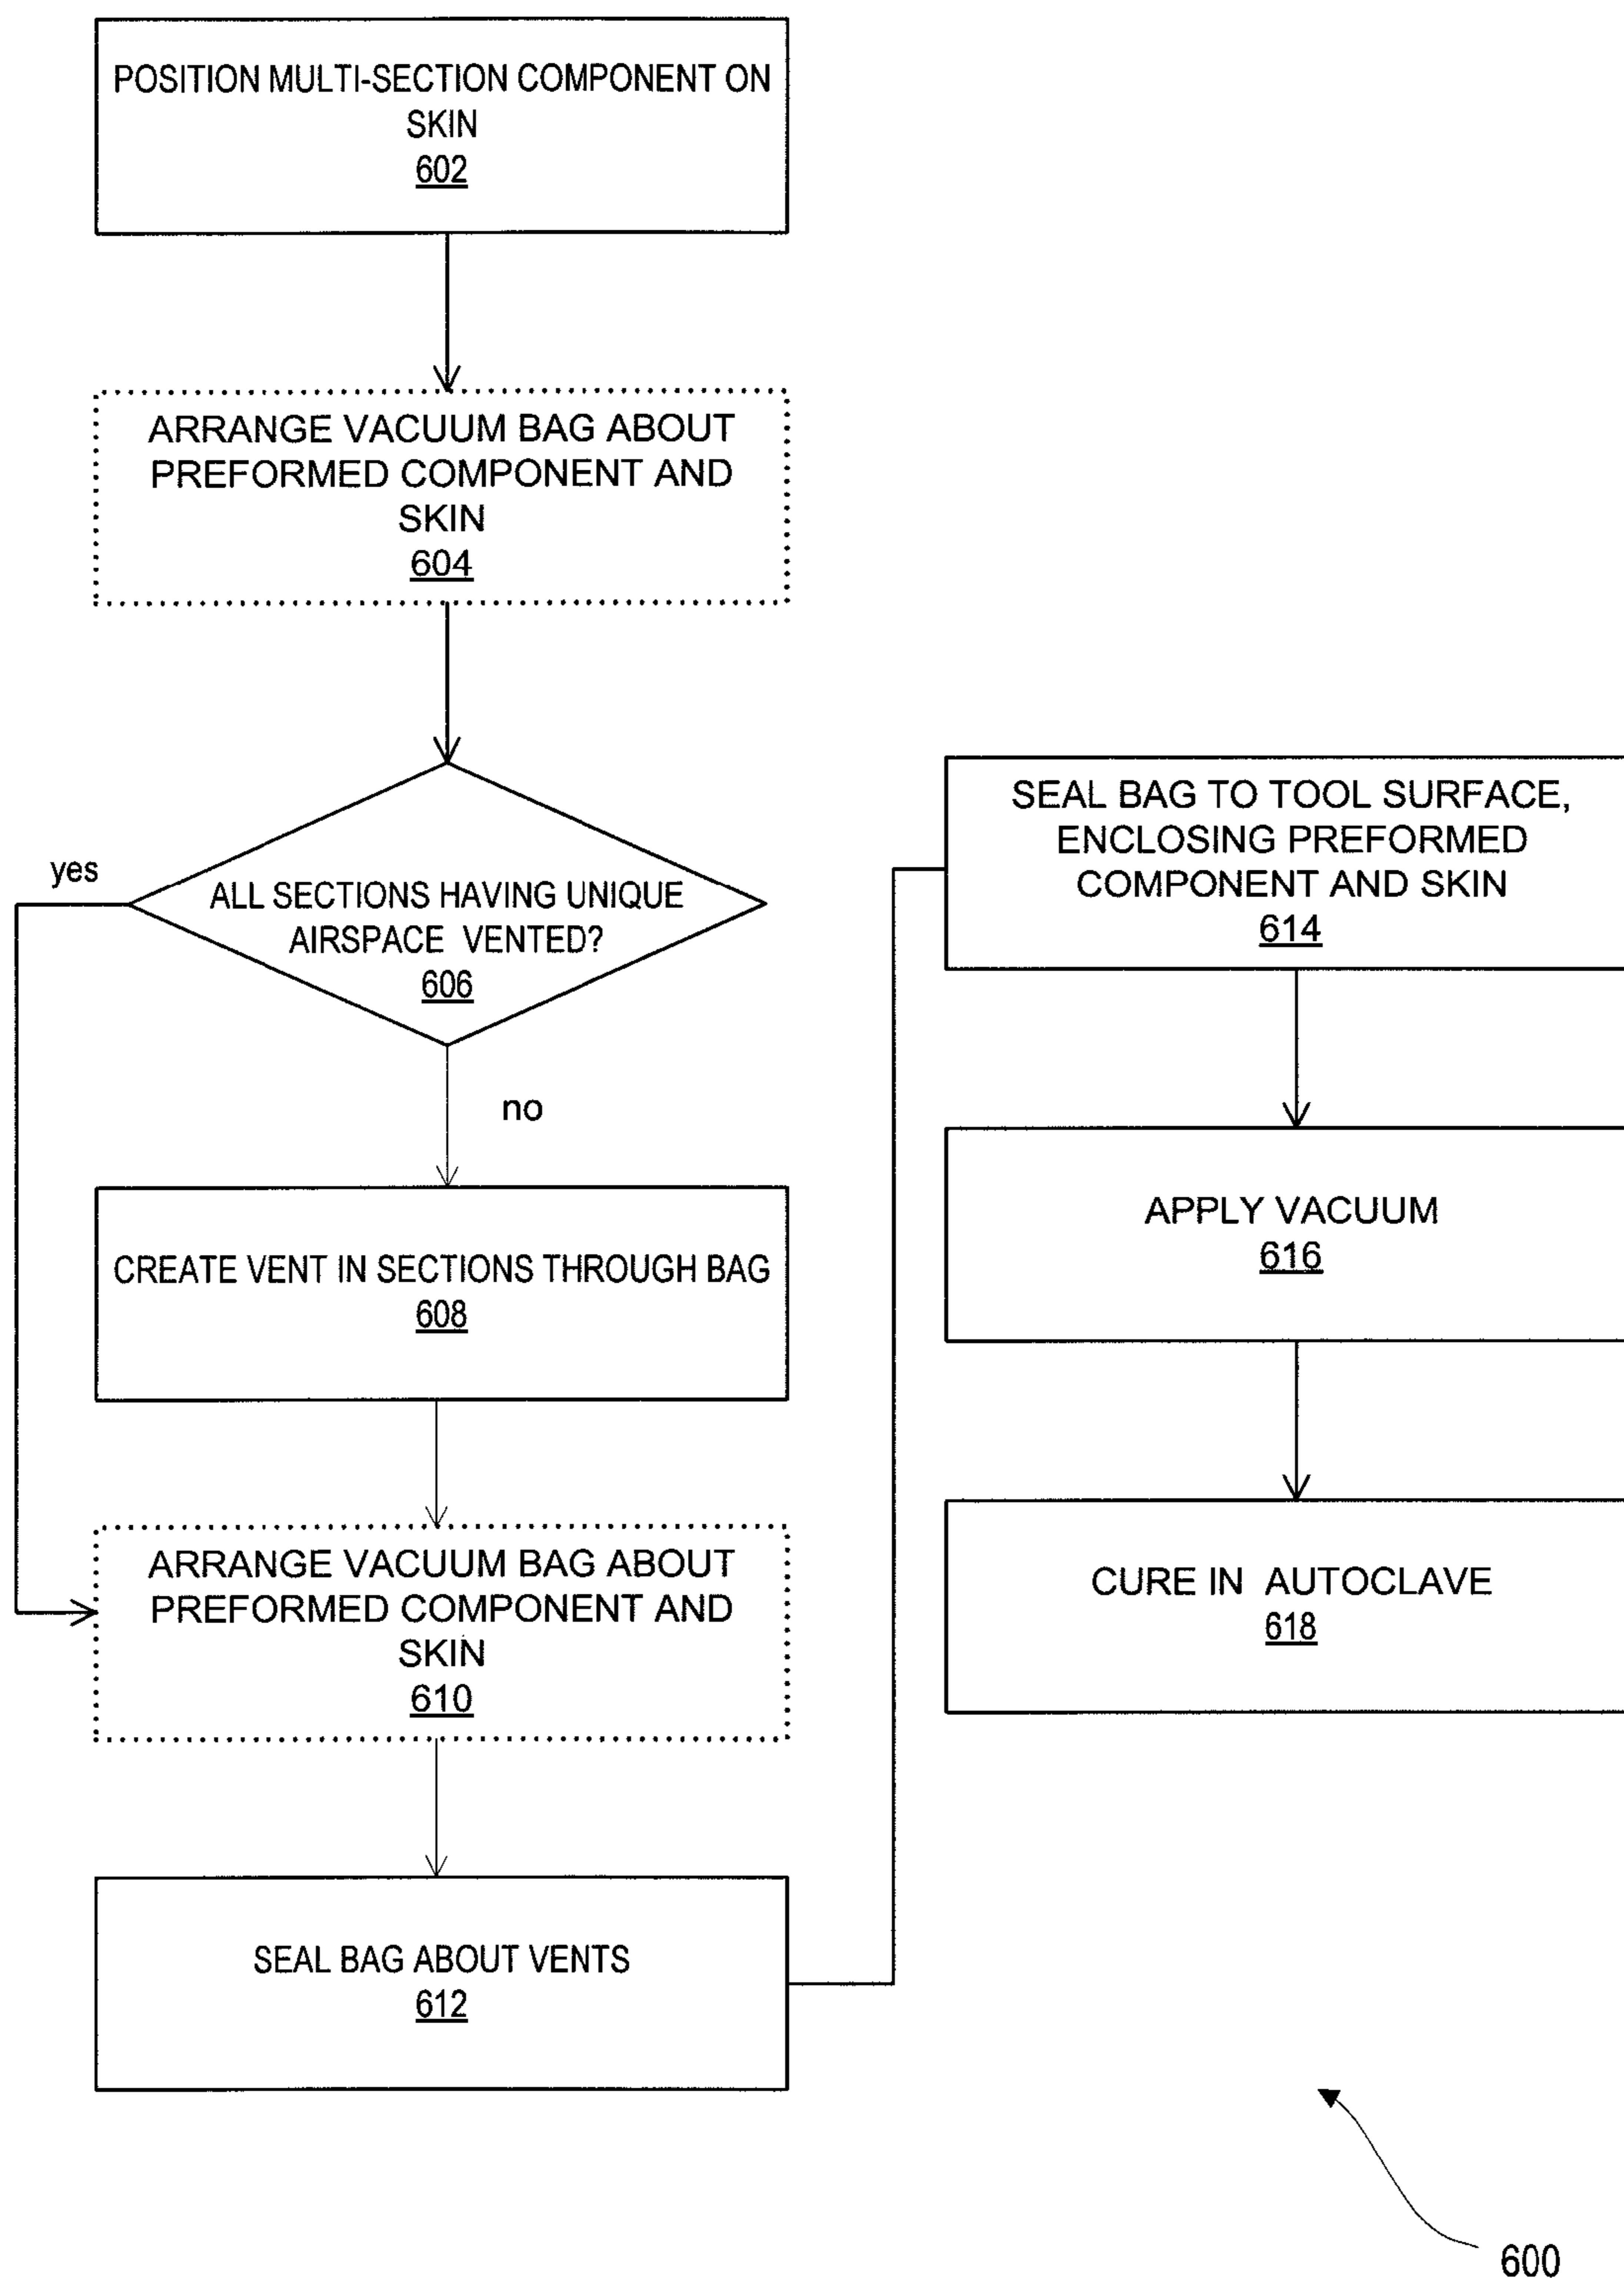 POSITION MULTI-SECTION COMPONENT ON
SKIN
602
ARRANGE VACUUM BAG ABOUT
PREFORMED COMPONENT AND
SKIN
604
yes
ALL SECTIONS HAVING UNIQUE
AIRSPACE VENTED?
606
no
CREATE VENT IN SECTIONS THROUGH BAG
608
ARRANGE VACUUM BAG ABOUT
PREFORMED COMPONENT AND
SKIN
610
SEAL BAG ABOUT VENTS
612
SEAL BAG TO TOOL SURFACE,
ENCLOSING PREFORMED
COMPONENT AND SKIN
614
APPLY VACUUM
616
CURE IN AUTOCLAVE
618
600